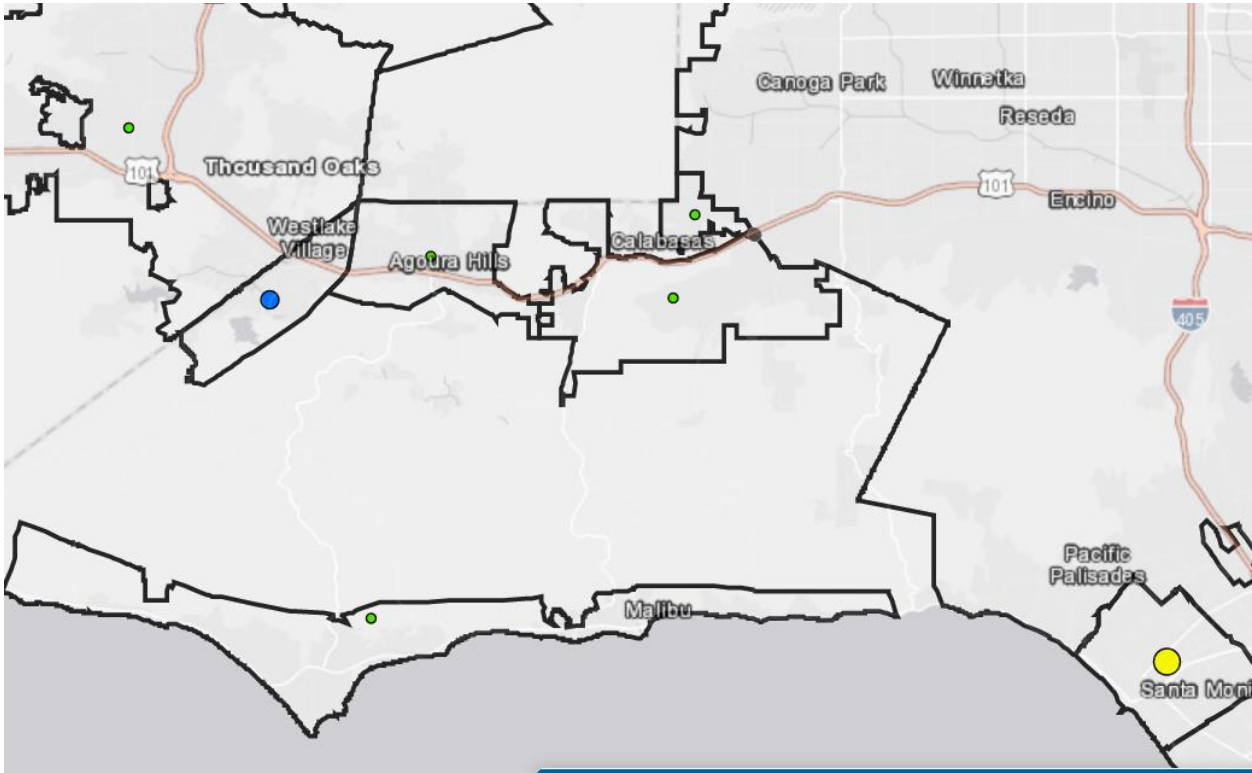 Canoga Park
Winnetka
Reseda
Thousand Oaks
101
101
Encino
Westlake
Village
Calabasas
Agoura Hills
405
Pacific
Palisades
Malibu
Santa Moni